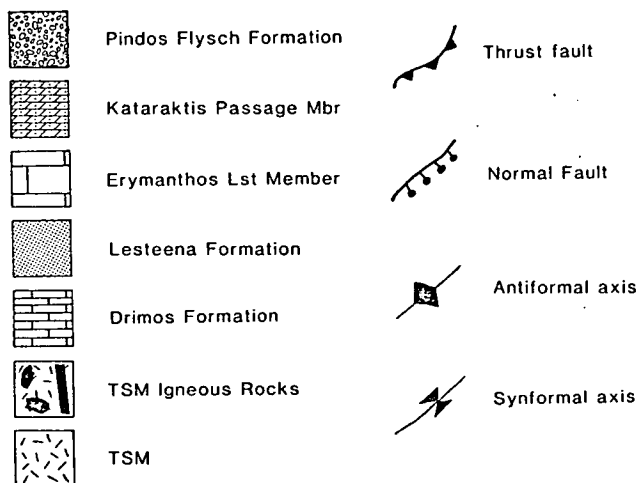 Pindos Flysch Formation
Kataraktis Passage Mbr
Erymanthos Lst Member
Lesteena Formation
Drimos Formation
TSM Igneous Rocks
TSM
Thrust fault
Normal Fault
Antiformal axis
Synformal axis